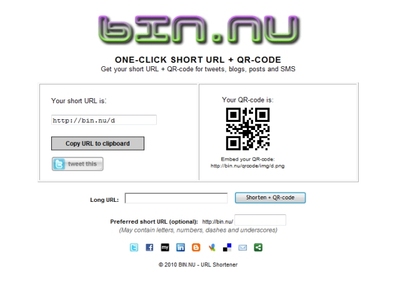 bin.nu
ONE-CLICK SHORT URL + QR-CODE
Get your short URL + QR-code for tweets, blogs, posts and SMS
Your short URL is:
http://bin.nu/d
Copy URL to clipboard
tweet this
Your QR-code is:
Embed your QR-code:
http://bin.nu/qrcode/img/d.png
Long URL:
Shorten + QR-code
Preferred short URL (optional): http://bin.nu/
(May contain letters, numbers, dashes and underscores)
© 2010 BIN.NU - URL Shortener